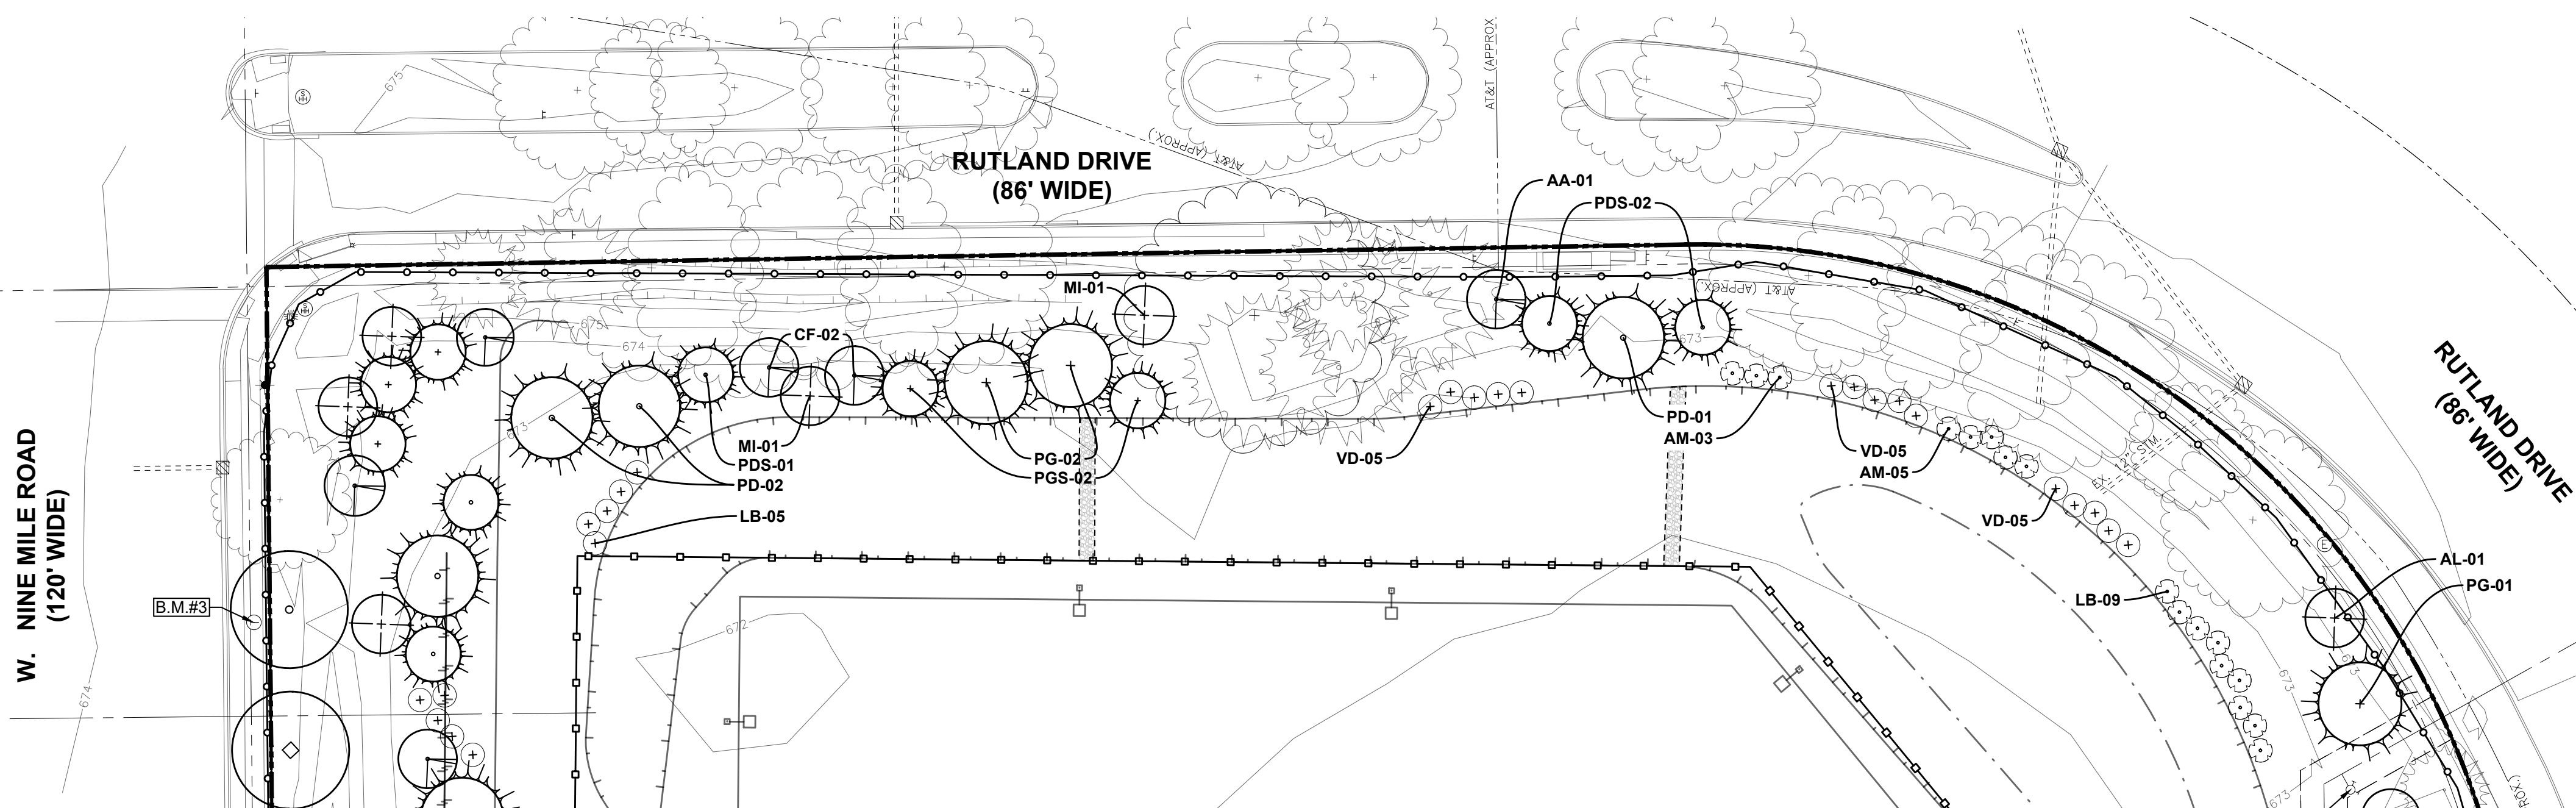 675
AT&T (APPROX
AT&T (APPROX.)
RUTLAND DRIVE
(86' WIDE)
AA-01
PDS-02
MI-01
AT&T (APPROX.)
675
674
CF-02
673
RUTLAND DRIVE
(86' WIDE)
673
PD-01
AM-03
MI-01
PDS-01
PD-02
PG-02
PGS-02
VD-05
VD-05
AM-05
EX. 12" STM
W. NINE MILE ROAD
(120' WIDE)
LB-05
VD-05
AL-01
PG-01
B.M.#3
LB-09
672
674
673
673
673